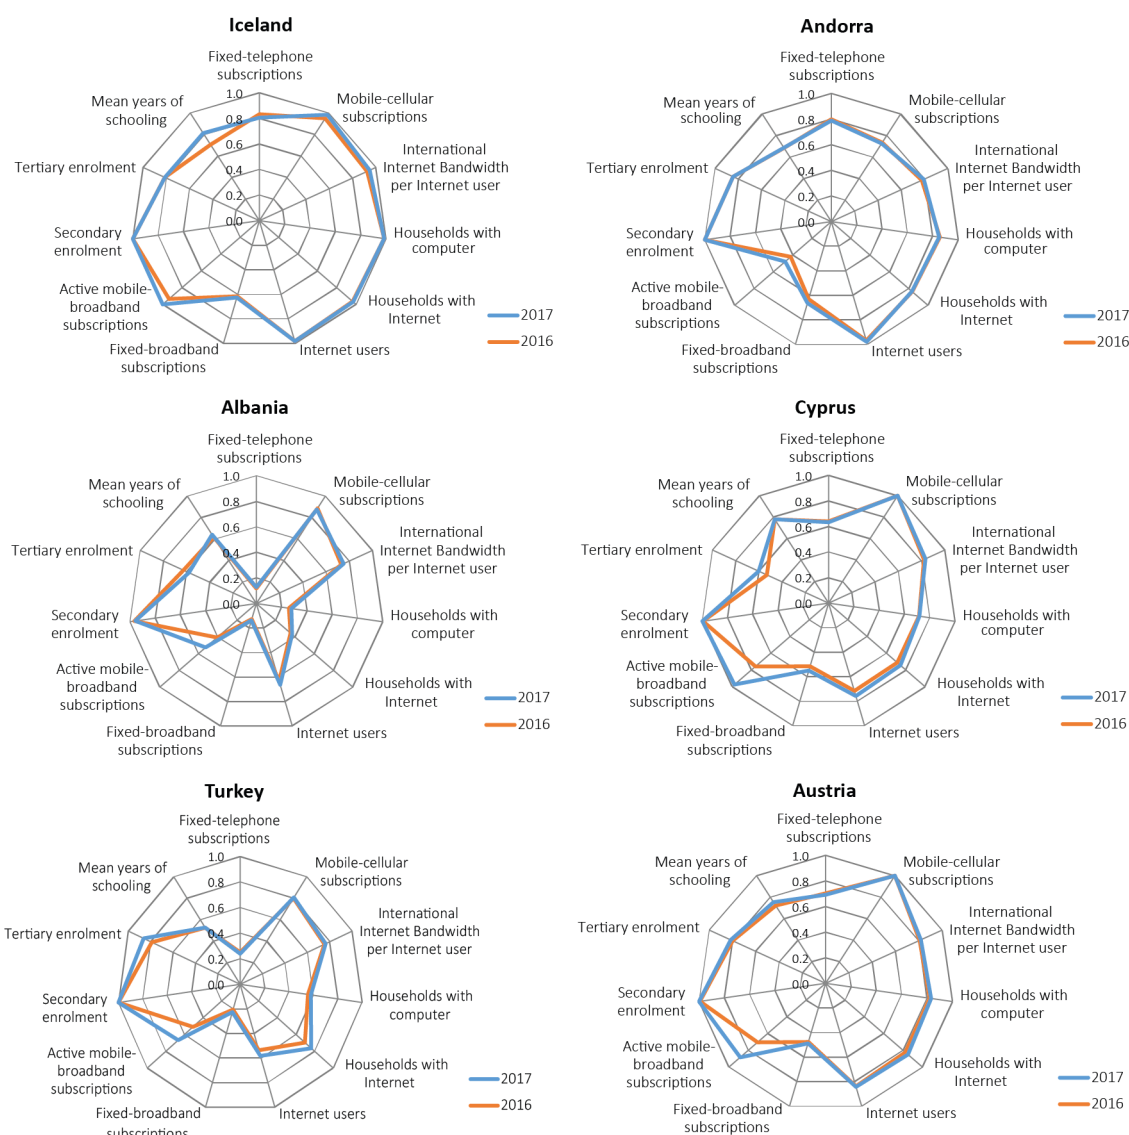 Iceland
Fixed-telephone
subscriptions
Mobile-cellular
subscriptions
International
Internet Bandwidth
per Internet user
Households with
computer
Households with
Internet
Internet users
Fixed-broadband
subscriptions
Active mobile-
broadband
subscriptions
Secondary
enrolment
Tertiary enrolment
Mean years of
schooling
1.0
0.8
0.6
0.4
0.2
0.0
2017
2016
Andorra
Fixed-telephone
subscriptions
Mobile-cellular
subscriptions
International
Internet Bandwidth
per Internet user
Households with
computer
Households with
Internet
Internet users
Fixed-broadband
subscriptions
Active mobile-
broadband
subscriptions
Secondary
enrolment
Tertiary enrolment
Mean years of
schooling
1.0
0.8
0.6
0.4
0.2
0.0
2017
2016
Albania
Fixed-telephone
subscriptions
Mobile-cellular
subscriptions
International
Internet Bandwidth
per Internet user
Households with
computer
Households with
Internet
Internet users
Fixed-broadband
subscriptions
Active mobile-
broadband
subscriptions
Secondary
enrolment
Tertiary enrolment
Mean years of
schooling
1.0
0.8
0.6
0.4
0.2
0.0
2017
2016
Cyprus
Fixed-telephone
subscriptions
Mobile-cellular
subscriptions
International
Internet Bandwidth
per Internet user
Households with
computer
Households with
Internet
Internet users
Fixed-broadband
subscriptions
Active mobile-
broadband
subscriptions
Secondary
enrolment
Tertiary enrolment
Mean years of
schooling
1.0
0.8
0.6
0.4
0.2
0.0
2017
2016
Turkey
Fixed-telephone
subscriptions
Mobile-cellular
subscriptions
International
Internet Bandwidth
per Internet user
Households with
computer
Households with
Internet
Internet users
Fixed-broadband
subscriptions
Active mobile-
broadband
subscriptions
Secondary
enrolment
Tertiary enrolment
Mean years of
schooling
1.0
0.8
0.6
0.4
0.2
0.0
2017
2016
Austria
Fixed-telephone
subscriptions
Mobile-cellular
subscriptions
International
Internet Bandwidth
per Internet user
Households with
computer
Households with
Internet
Internet users
Fixed-broadband
subscriptions
Active mobile-
broadband
subscriptions
Secondary
enrolment
Tertiary enrolment
Mean years of
schooling
1.0
0.8
0.6
0.4
0.2
0.0
2017
2016